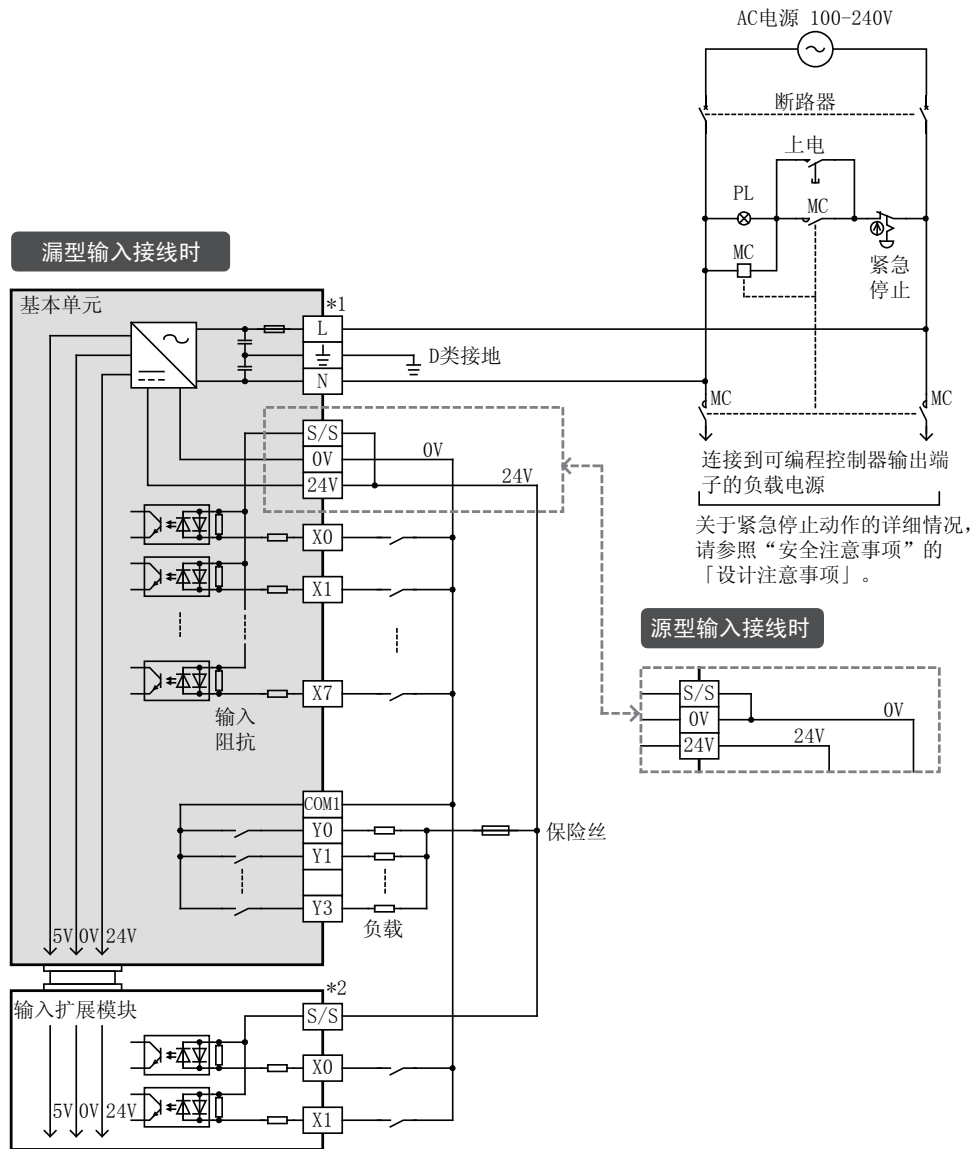 AC电源 100-240V
断路器
上电
PL
MC
MC
紧急
停止
漏型输入接线时
基本单元
*1
L
D类接地
N
MC
MC
S/S
0V
0V
24V
24V
连接到可编程控制器输出端
子的负载电源
关于紧急停止动作的详细情况,
请参照“安全注意事项”的
「设计注意事项」。
X0
X1
源型输入接线时
X7
输入
阻抗
S/S
0V
0V
24V
24V
COM1
Y0
保险丝
Y1
Y3
负载
5V 0V 24V
*2
输入扩展模块
S/S
X0
5V 0V 24V
X1